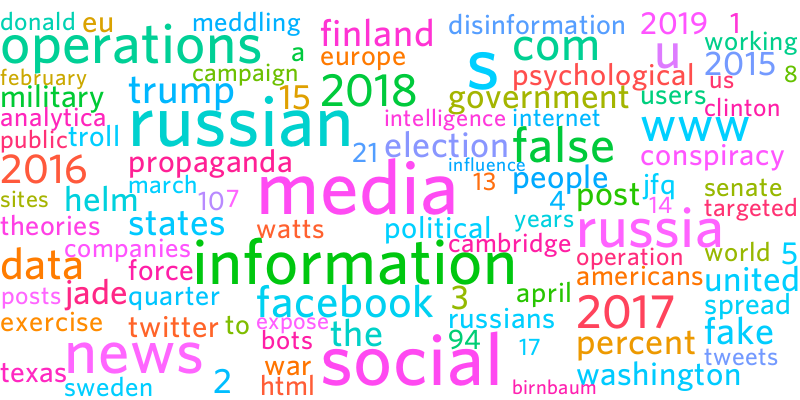 donald eu meddling finland disinformation 2019 1
operations a europe s com u working
february campaign psychological 2015 8
military trump 15 2018 government users us
analytica russian intelligence internet www clinton
public troll 21 election false conspiracy
2016 propaganda media influence people
sites helm march 107 13 4 post jfq senate
theories states watts political years 14 russia targeted
companies information cambridge operation world 5
data force americans united
posts jade quarter facebook 3 april 2017 spread
exercise twitter to expose the russians percent fake
news bots social 94 17 tweets
texas war washington
sweden 2 html birnbaum